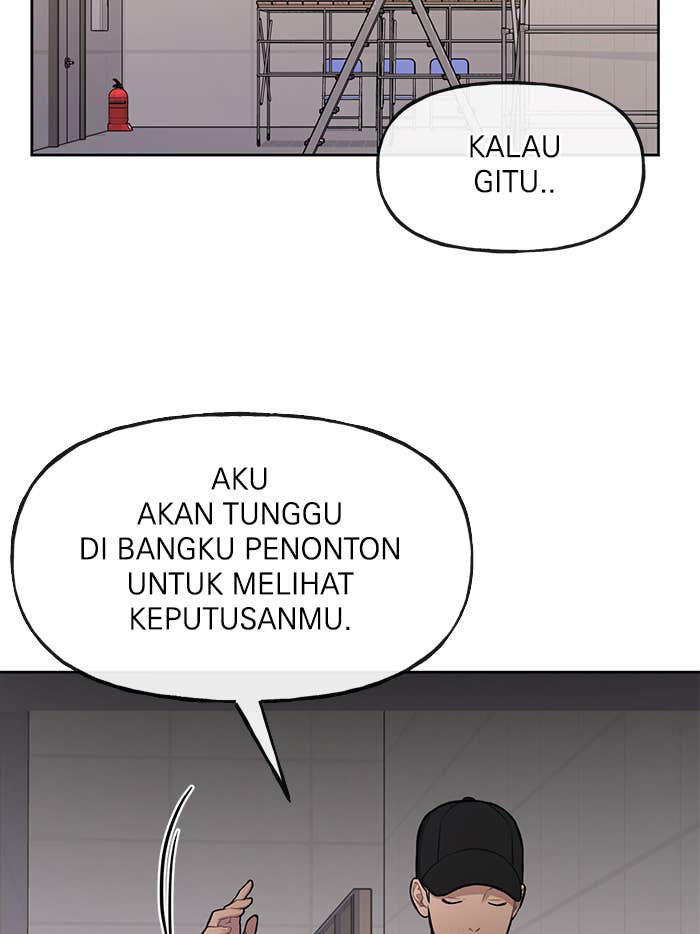 KALAU
GITU..
AKU
AKAN TUNGGU
DI BANGKU PENONTON
UNTUK MELIHAT
KEPUTUSANMU.